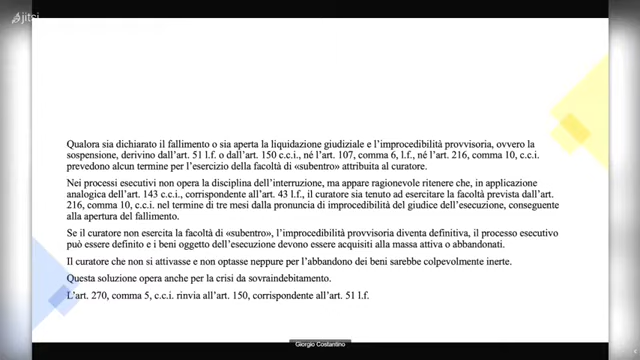 jitsi
Qualora sia dichiarato il fallimento o sia aperta la liquidazione giudiziale e l'improcedibilità provvisoria, ovvero la
sospensione, derivino dall'art. 51 l.f. o dall'art. 150 c.c.i., né l'art. 107, comma 6, l.f., né l'art. 216, comma 10, c.c.i.
prevedono alcun termine per l'esercizio della facoltà di «subentro» attribuita al curatore.
Nei processi esecutivi non opera la disciplina dell'interruzione, ma appare ragionevole ritenere che, in applicazione
analogica dell'art. 143 c.c.i., corrispondente all'art. 43 l.f., il curatore sia tenuto ad esercitare la facoltà prevista dall'art.
216, comma 10, c.c.i. nel termine di tre mesi dalla pronuncia di improcedibilità del giudice dell'esecuzione, conseguente
alla apertura del fallimento.
Se il curatore non esercita la facoltà di «subentro», l'improcedibilità provvisoria diventa definitiva, il processo esecutivo
può essere definito e i beni oggetto dell'esecuzione devono essere acquisiti alla massa attiva o abbandonati.
Il curatore che non si attivasse e non optasse neppure per l'abbandono dei beni sarebbe colpevolmente inerte.
Questa soluzione opera anche per la crisi da sovraindebitamento.
L'art. 270, comma 5, c.c.i. rinvia all'art. 150, corrispondente all'art. 51 l.f.
Giorgio Costantino